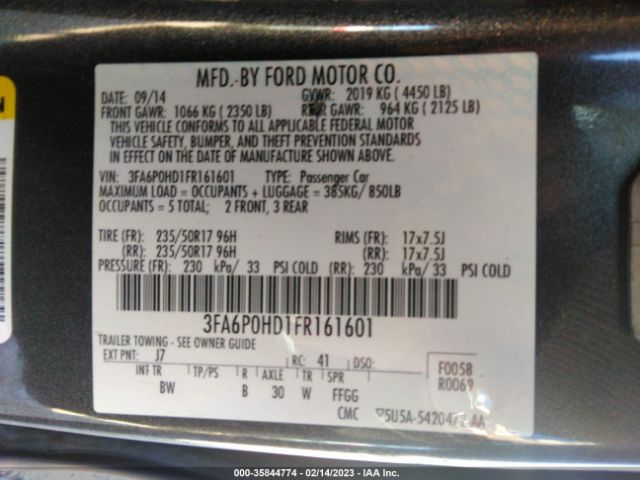 MFD. BY FORD MOTOR CO.
DATE: 09/14 GVWR: 2019 KG ( 4450 LB)
FRONT GAWR: 1066 KG ( 2350 LB) GAWR: 964 KG ( 2125 LB)
THIS VEHICLE CONFORMS TO ALL APPLICABLE FEDERAL MOTOR
VEHICLE SAFETY, BUMPER, AND THEFT PREVENTION STANDARDS
IN EFFECT ON THE DATE OF MANUFACTURE SHOWN ABOVE.
VIN: 3FA6P0HD1FR161601 TYPE: Passenger Car
MAXIMUM LOAD = OCCUPANTS + LUGGAGE = 385KG/ 850LB
OCCUPANTS = 5 TOTAL; 2 FRONT, 3 REAR
TIRE (FR): 235/50R17 96H RIMS (FR): 17x7.5J
(RR): 235/50R17 96H (RR): 17x7.5J
PRESSURE (FR): 230 kPa/ 33 PSI COLD (RR): 230 kPa/ 33 PSI COLD
3FA6P0HD1FR161601
TRAILER TOWING - SEE OWNER GUIDE
EXT PNT: J7 RC: 41 DSO: F0058
INT TR TP/PS R AXLE TR SPR R0069
BW B 30 W FFGG
CMC
000-35844774 - 02/14/2023 - IAA Inc.